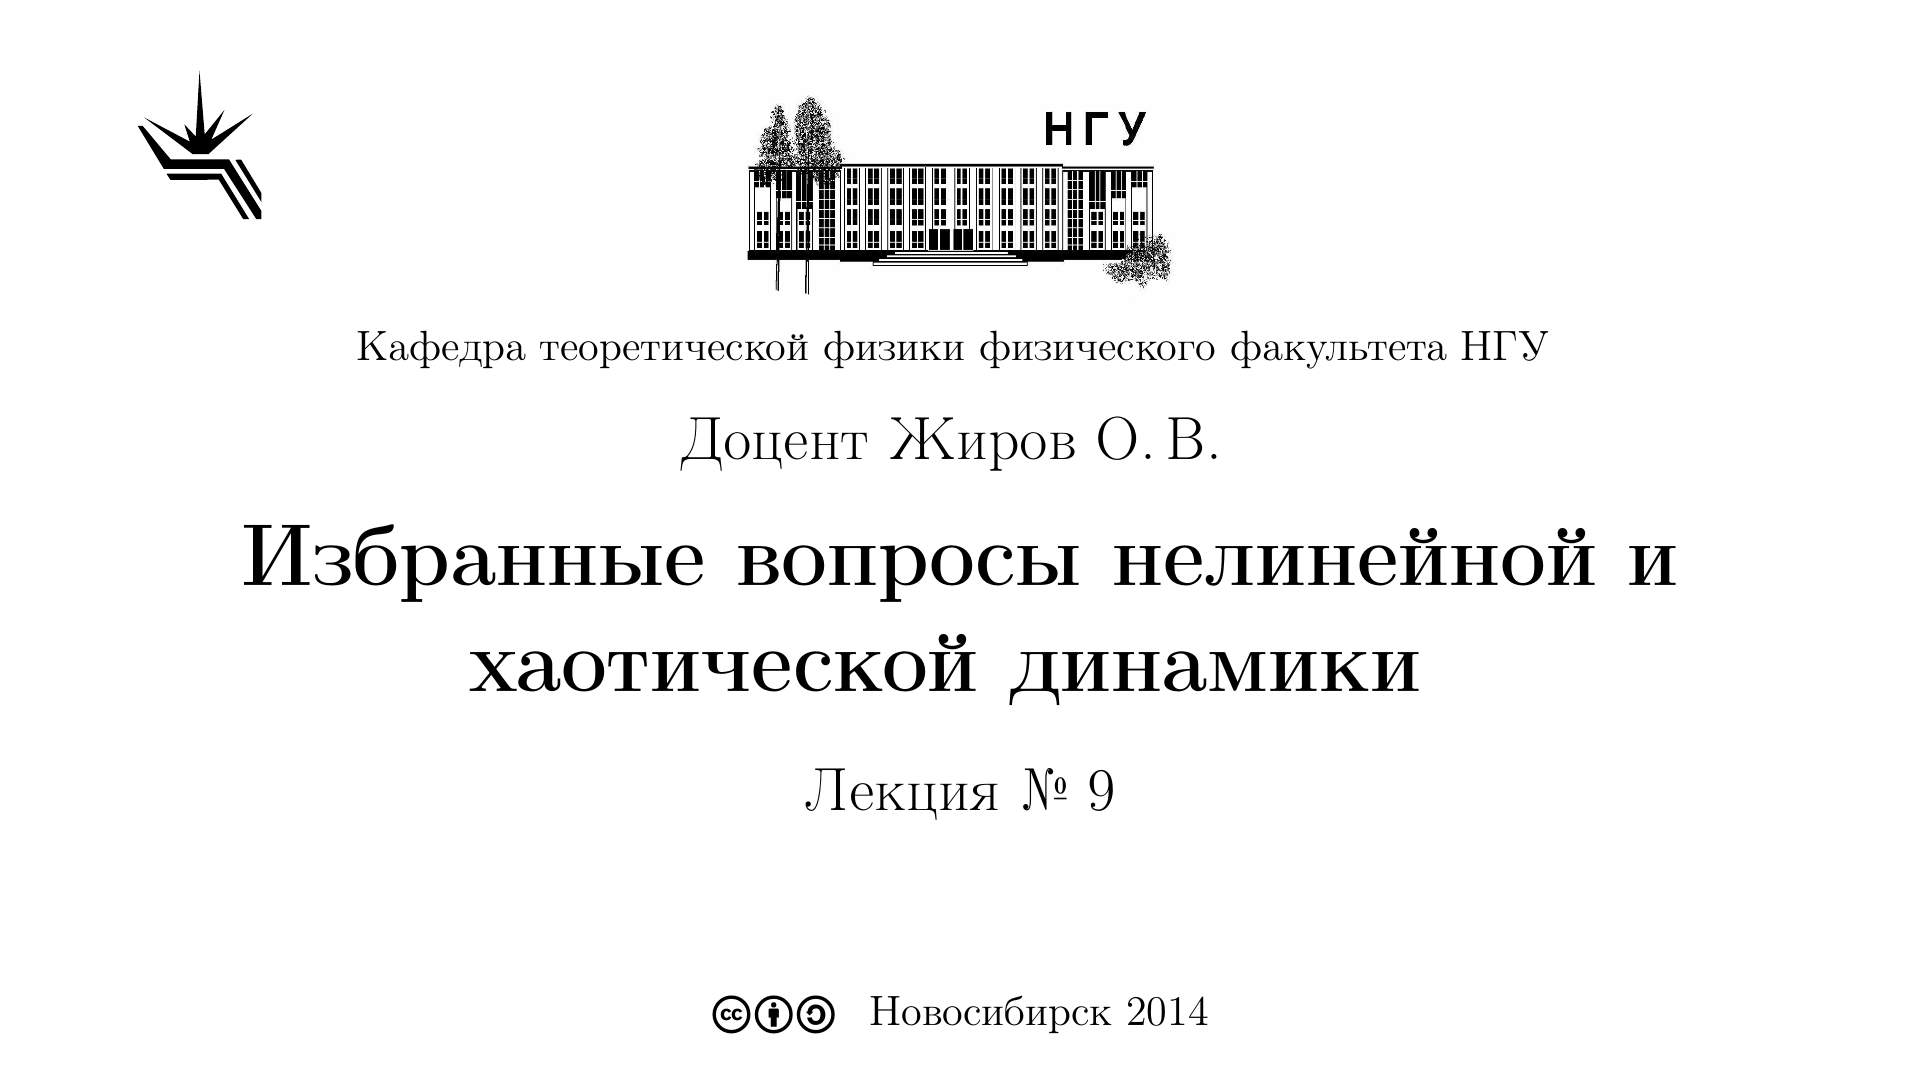 НГУ
Кафедра теоретической физики физического факультета НГУ
Доцент Жиров О. В.
Избранные вопросы нелинейной и
хаотической динамики
Лекция № 9
cc Новосибирск 2014